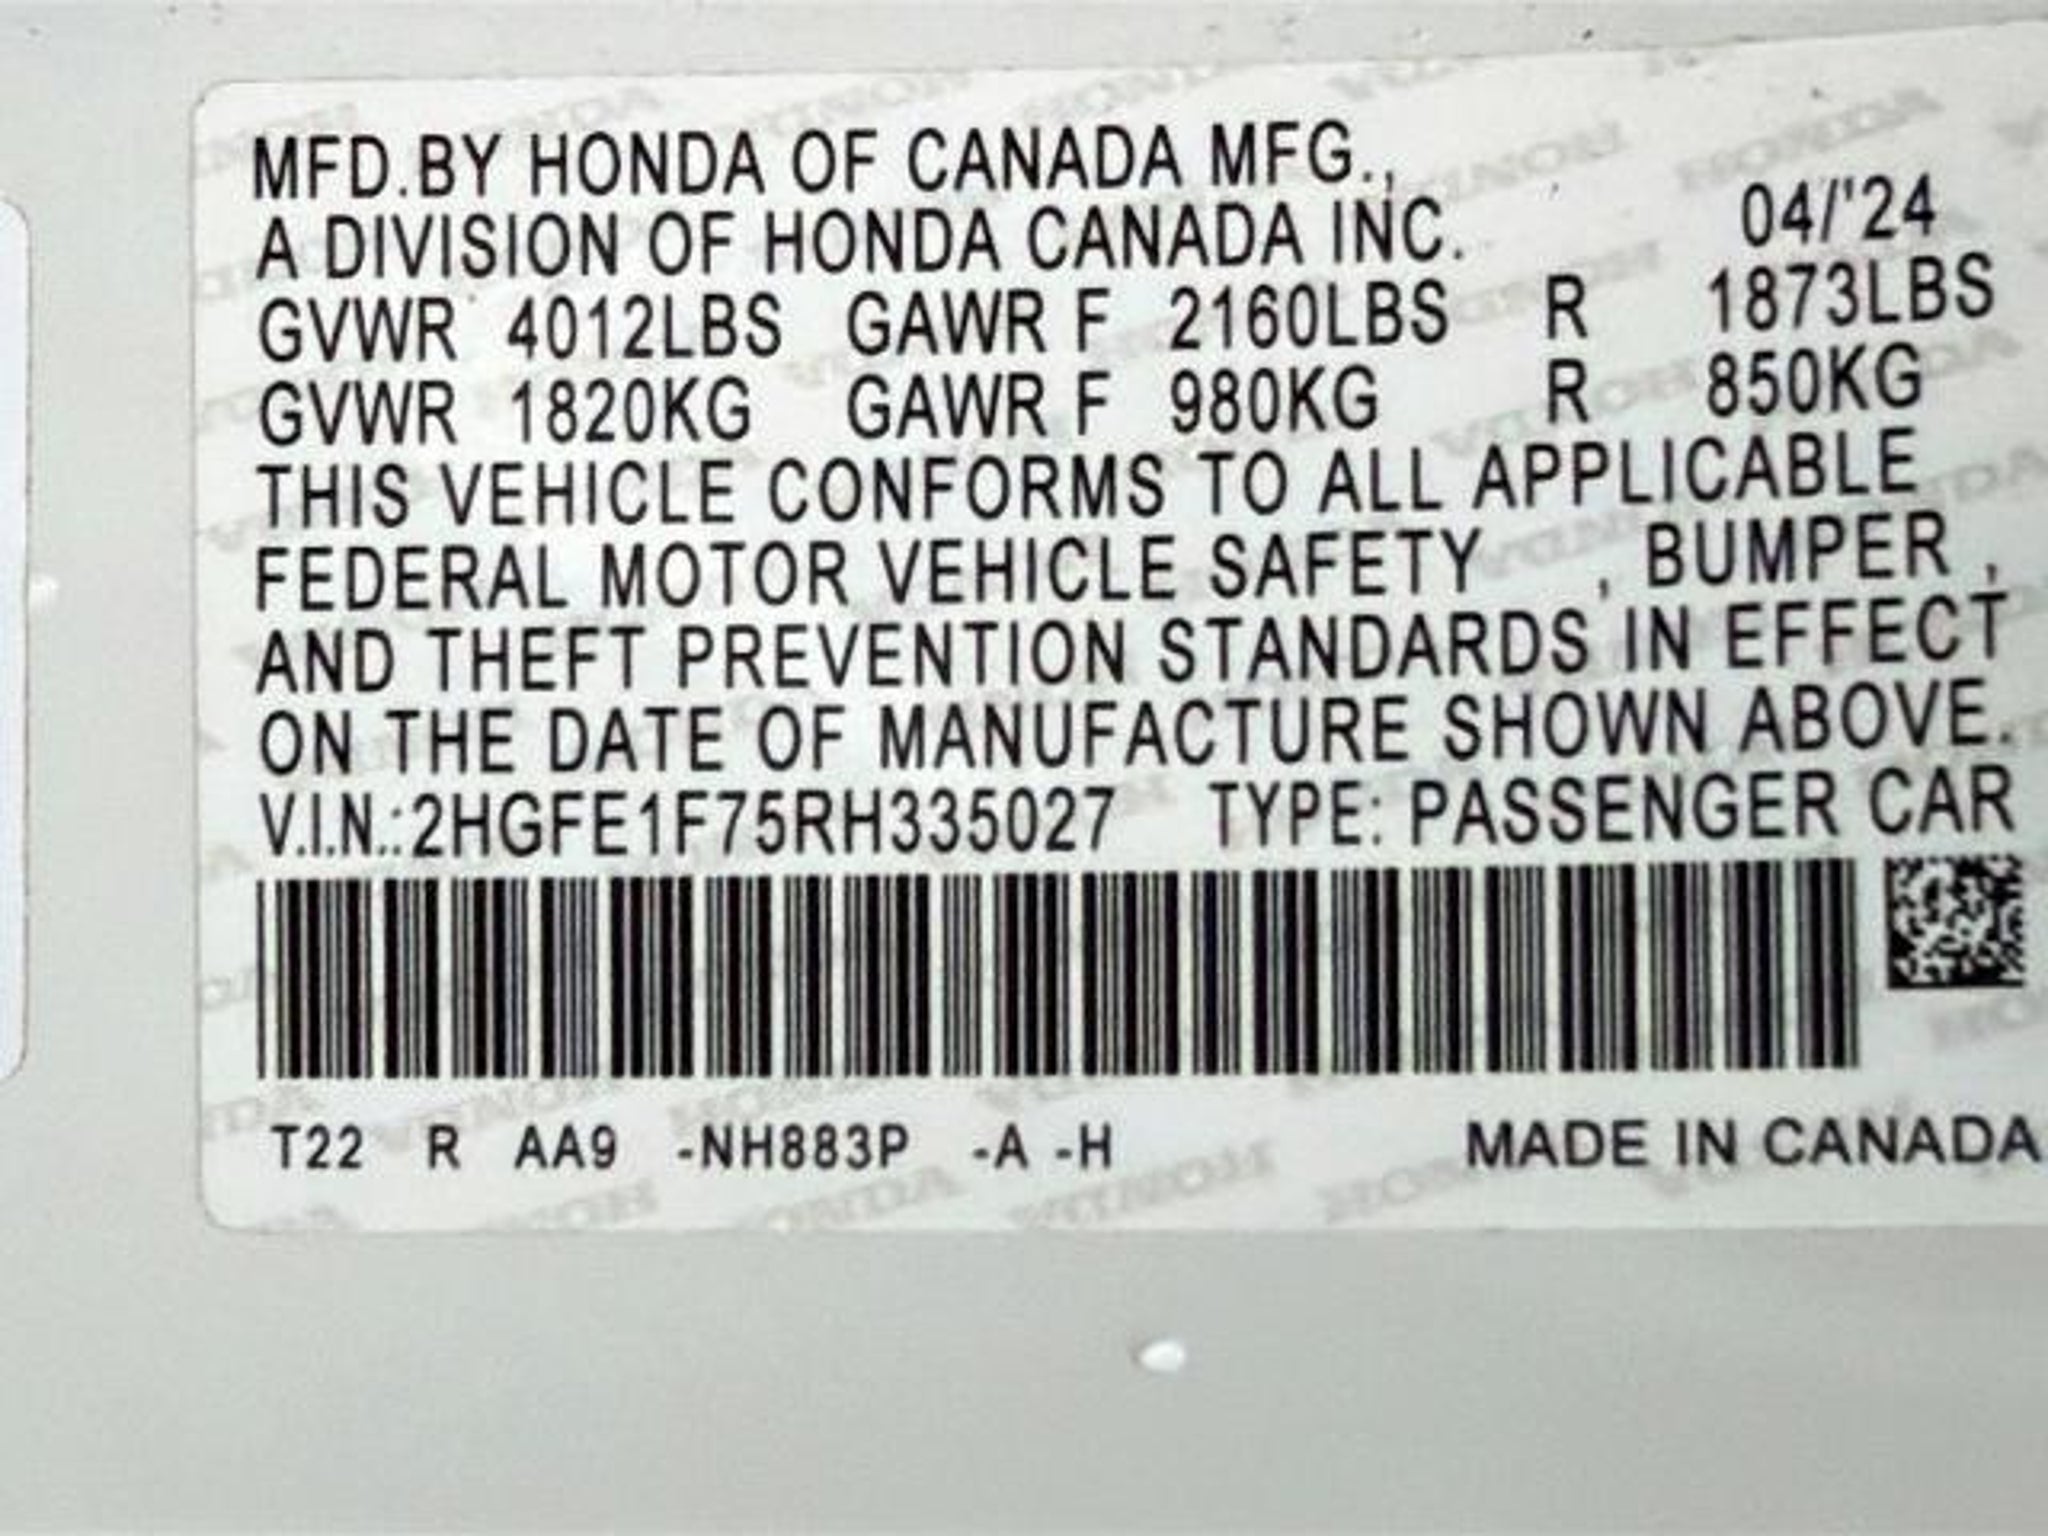 MFD.BY HONDA OF CANADA MFG.,
A DIVISION OF HONDA CANADA INC. 04/'24
GVWR 4012LBS GAWR F 2160LBS R 1873LBS
GVWR 1820KG GAWR F 980KG R 850KG
THIS VEHICLE CONFORMS TO ALL APPLICABLE
FEDERAL MOTOR VEHICLE SAFETY , BUMPER ,
AND THEFT PREVENTION STANDARDS IN EFFECT
ON THE DATE OF MANUFACTURE SHOWN ABOVE.
V.I.N.:2HGFE1F75RH335027 TYPE: PASSENGER CAR
T22 R AA9 -NH883P -A -H MADE IN CANADA